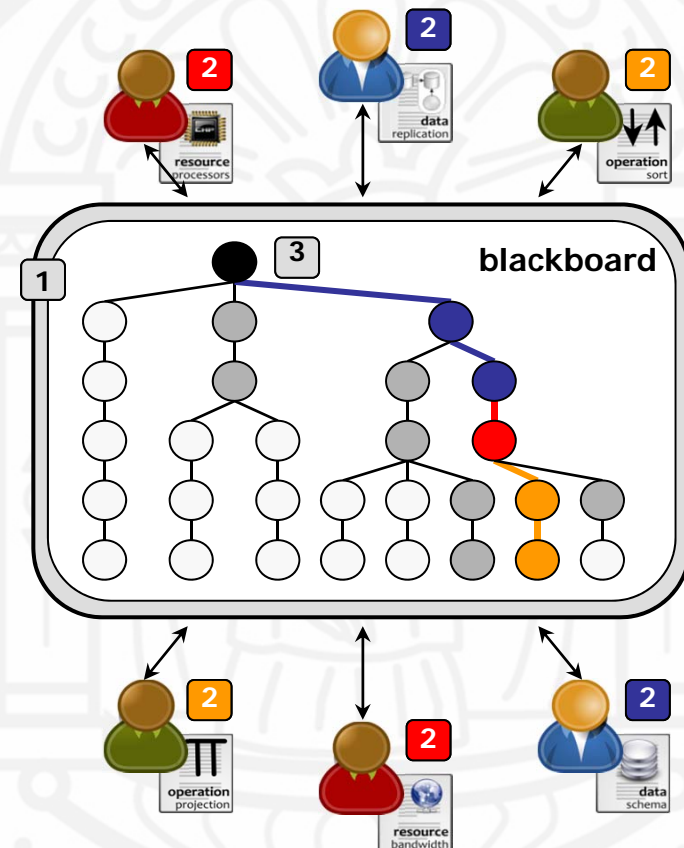 2
2
2
resource
processors
data
replication
operation
sort
1
3
blackboard
2
2
2
operation
projection
resource
bandwidth
data
schema